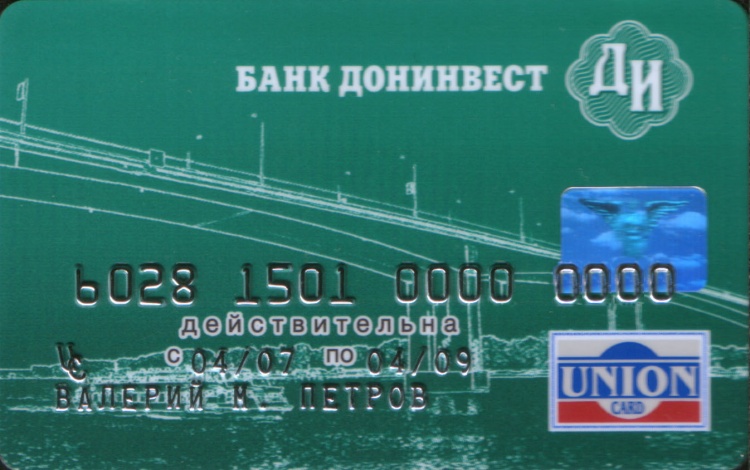 БАНК ДОНИНВЕСТ
ДИ
6028 1501 0000 0000
действительна
с 04/07 по 04/09
UC
ВАЛЕРИЙ М. ПЕТРОВ
UNION
CARD